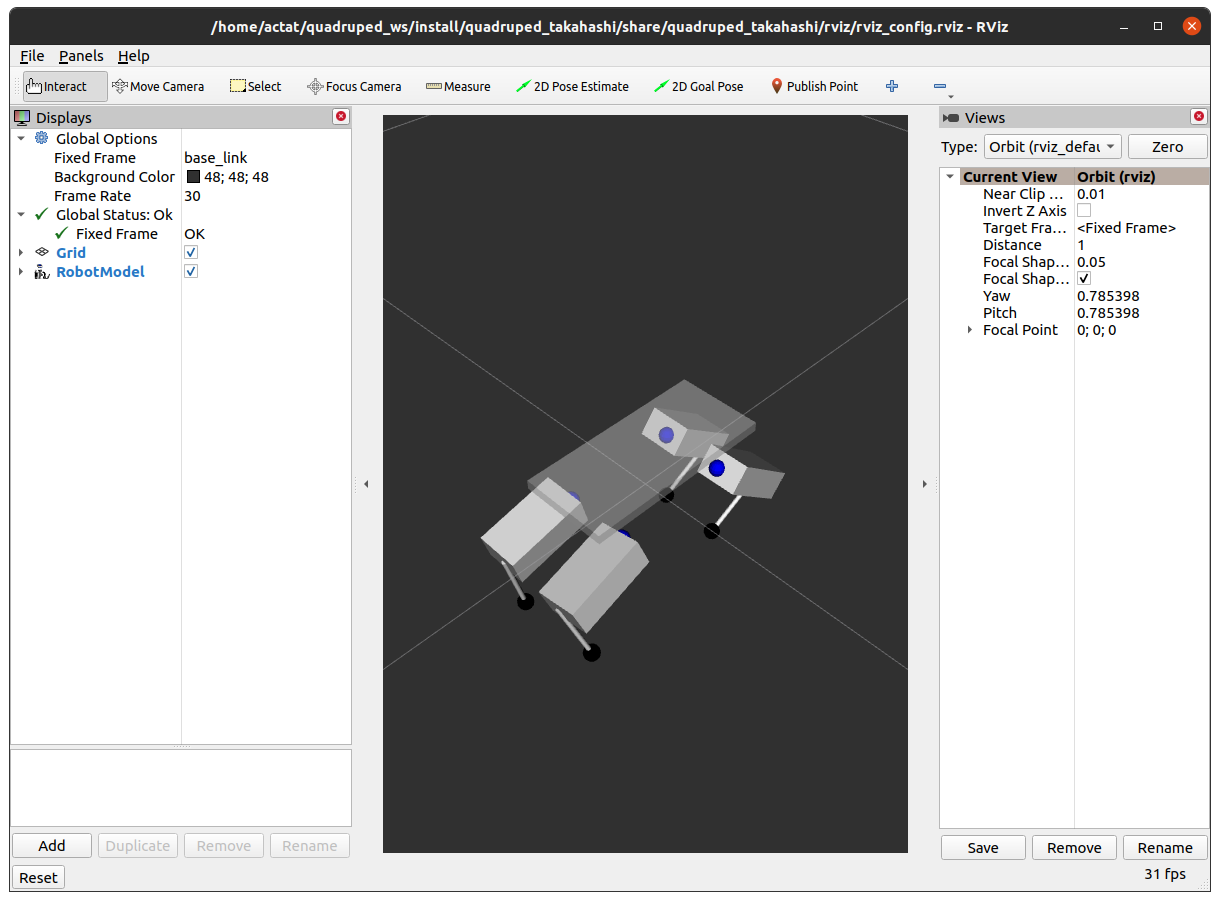 /home/actat/quadruped_ws/install/quadruped_takahashi/share/quadruped_takahashi/rviz/rviz_config.rviz - RViz
File Panels Help
Interact Move Camera Select Focus Camera Measure 2D Pose Estimate 2D Goal Pose Publish Point
Displays
Global Options
Fixed Frame base_link
Background Color 48; 48; 48
Frame Rate 30
Global Status: Ok
Fixed Frame OK
Grid
RobotModel
Add Duplicate Remove Rename
Reset
Views
Type: Orbit (rviz_defau Zero
Current View Orbit (rviz)
Near Clip ... 0.01
Invert Z Axis
Target Fra... <Fixed Frame>
Distance 1
Focal Shap... 0.05
Focal Shap...
Yaw 0.785398
Pitch 0.785398
Focal Point 0; 0; 0
Save Remove Rename
31 fps